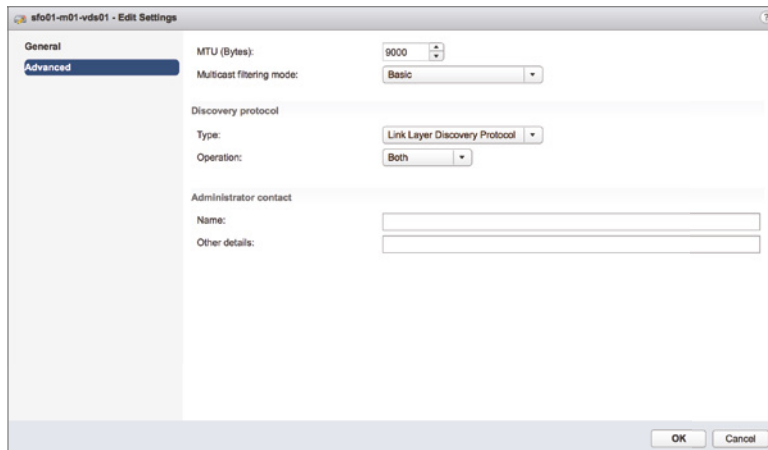 sfo01-m01-vds01 - Edit Settings
?
General
Advanced
MTU (Bytes): 9000
Multicast filtering mode: Basic
Discovery protocol
Type: Link Layer Discovery Protocol
Operation: Both
Administrator contact
Name:
Other details:
OK Cancel